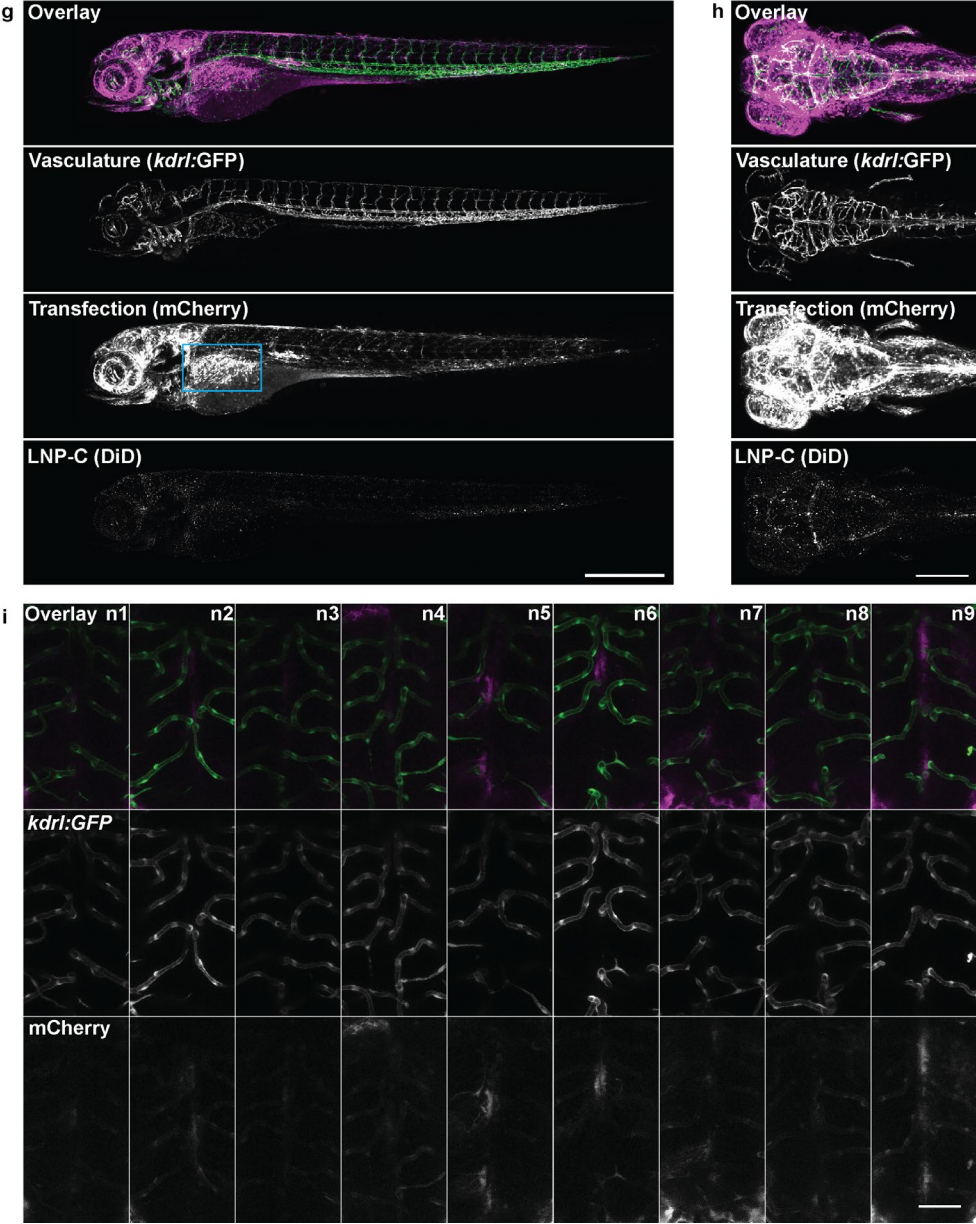 g
Overlay
Vasculature (kdrl:GFP)
Transfection (mCherry)
LNP-C (DiD)
h
Overlay
Vasculature (kdrl:GFP)
Transfection (mCherry)
LNP-C (DiD)
i
Overlay n1 n2 n3 n4 n5 n6 n7 n8 n9
kdrl:GFP
mCherry